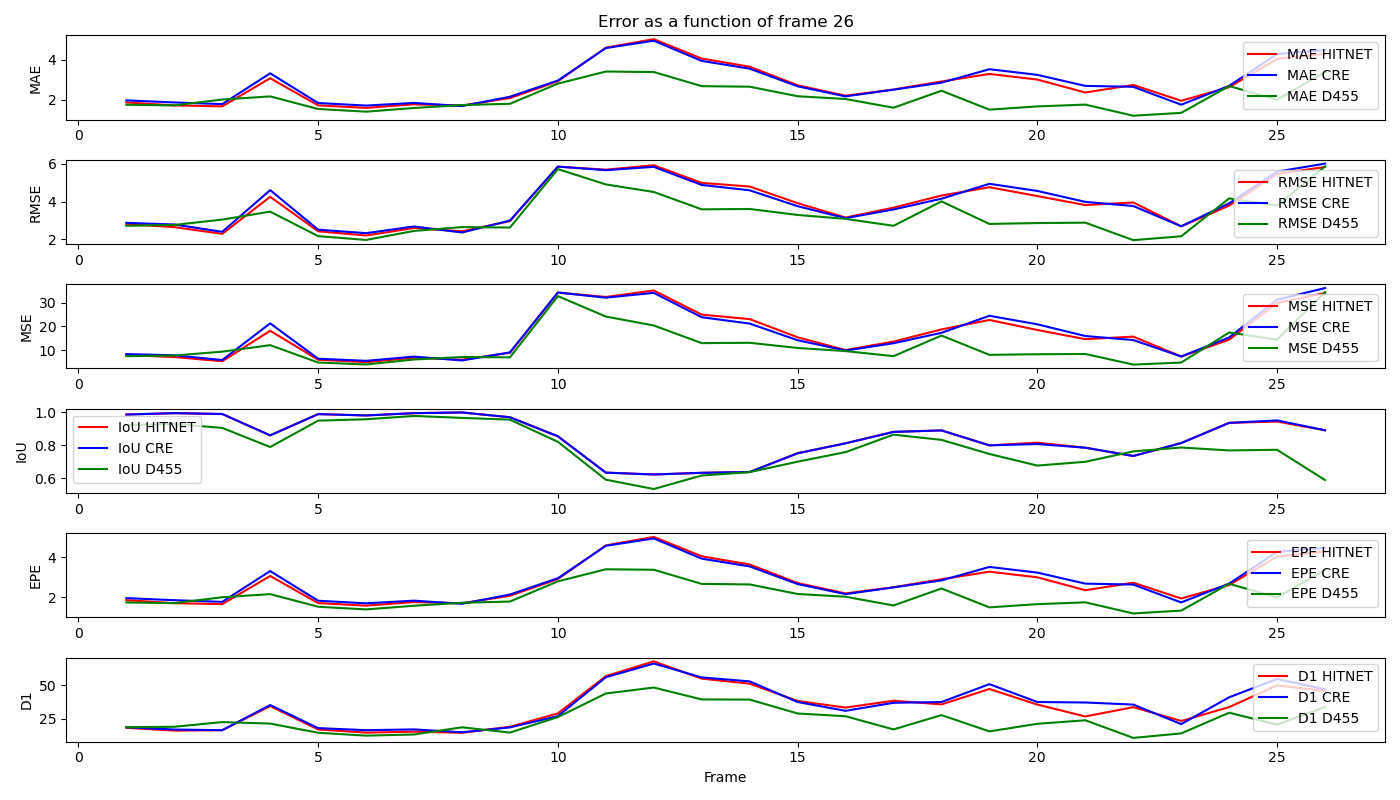 Error as a function of frame 26
MAE
4
2
MAE HITNET
MAE CRE
MAE D455
0 5 10 15 20 25
RMSE
6
4
2
RMSE HITNET
RMSE CRE
RMSE D455
0 5 10 15 20 25
MSE
30
20
10
MSE HITNET
MSE CRE
MSE D455
0 5 10 15 20 25
IoU
1.0
0.8
0.6
IoU HITNET
IoU CRE
IoU D455
0 5 10 15 20 25
EPE
4
2
EPE HITNET
EPE CRE
EPE D455
0 5 10 15 20 25
D1
50
25
D1 HITNET
D1 CRE
D1 D455
0 5 10 15 20 25
Frame